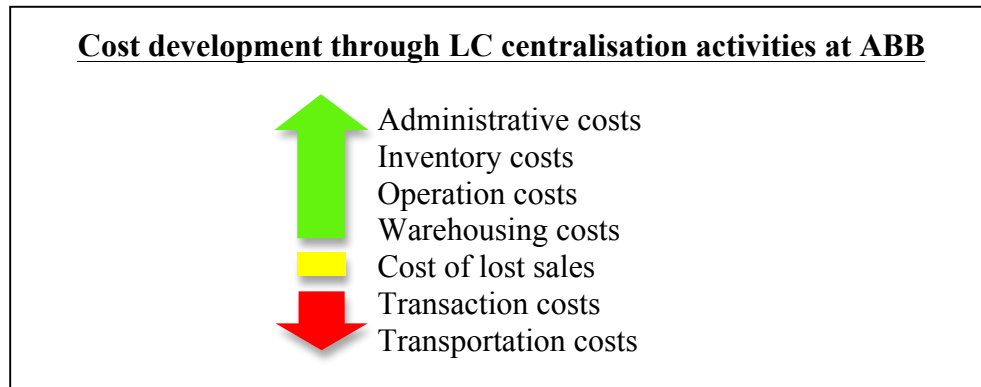 Cost development through LC centralisation activities at ABB
Administrative costs
Inventory costs
Operation costs
Warehousing costs
Cost of lost sales
Transaction costs
Transportation costs